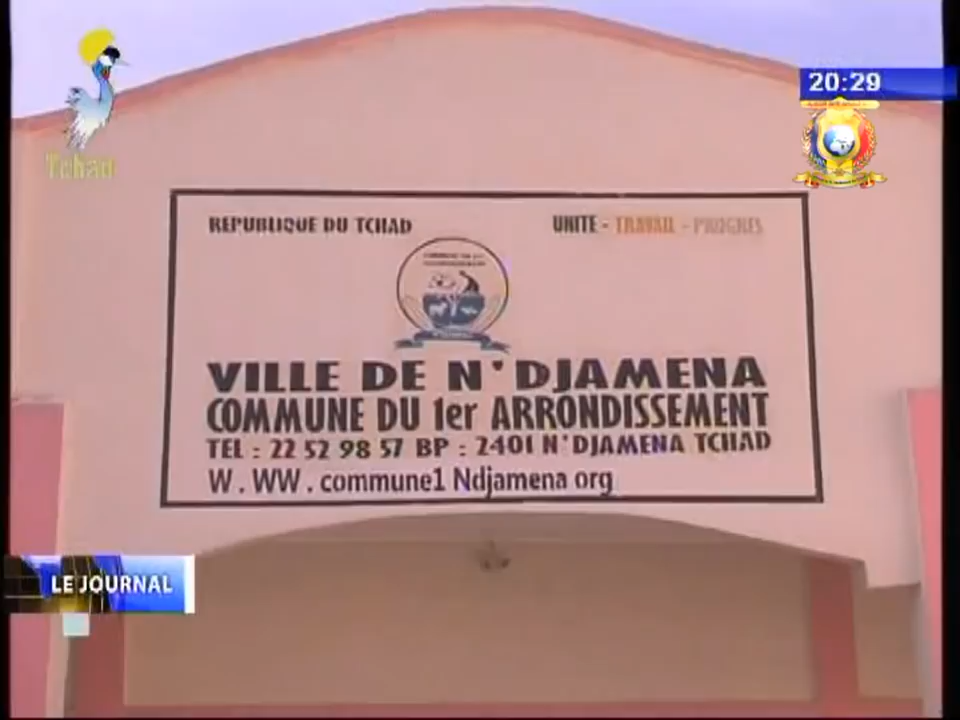 20:29
Tchad
REPUBLIQUE DU TCHAD
UNITE - TRAVAIL - PROGRES
VILLE DE N'DJAMENA
COMMUNE DU 1er ARRONDISSEMENT
TEL : 22 52 98 57 BP : 2401 N'DJAMENA TCHAD
W . WW . commune1 Ndjamena org
LE JOURNAL